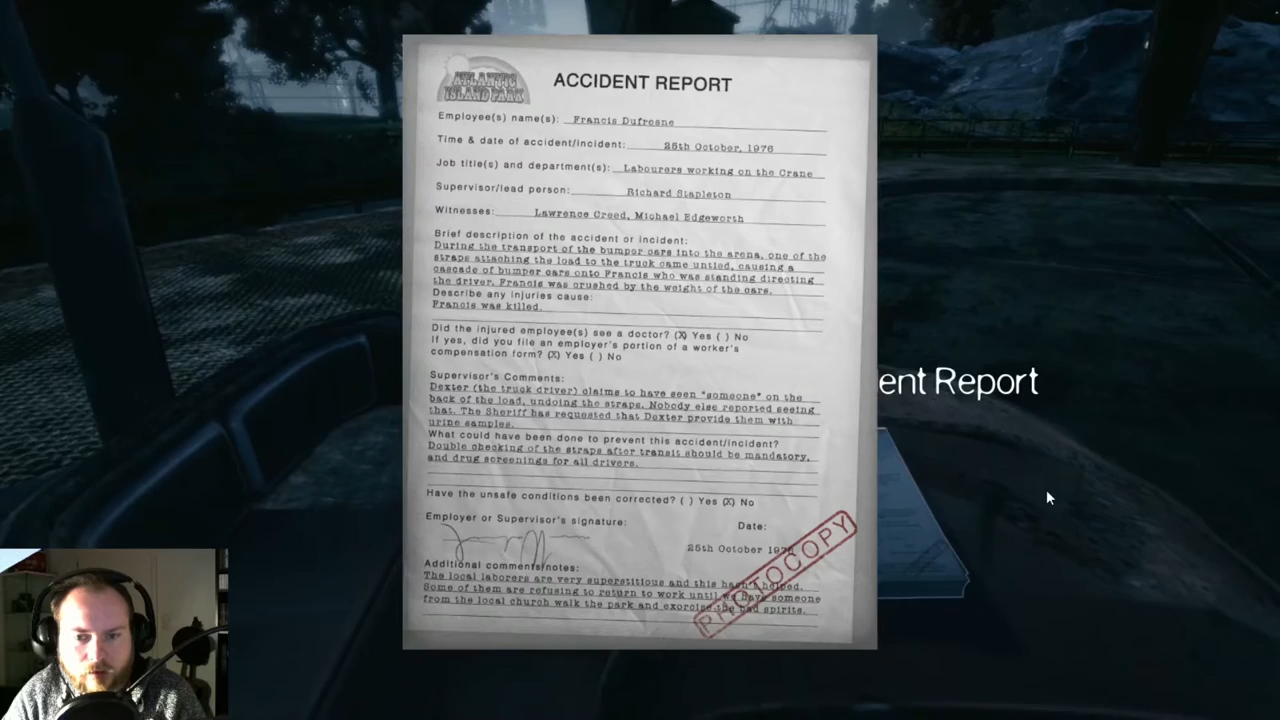 ATLANTIC
ISLAND PARK
ACCIDENT REPORT
Employee(s) name(s): Francis Dufresne
Time & date of accident/incident: 25th October, 1976
Job title(s) and department(s): Labourers working on the Crane
Supervisor/lead person: Richard Stapleton
Witnesses: Lawrence Creed, Michael Edgeworth
Brief description of the accident or incident:
During the transport of the bumper cars into the arena, one of the
straps attaching the load to the truck came untied, causing a
cascade of bumper cars onto Francis who was standing directing
the driver. Francis was crushed by the weight of the cars.
Describe any injuries cause:
Francis was killed.
Did the injured employee(s) see a doctor? (X) Yes ( ) No
If yes, did you file an employer's portion of a worker's
compensation form? (X) Yes ( ) No
Supervisor's Comments:
Dexter (the truck driver) claims to have seen "someone" on the
back of the load, undoing the straps. Nobody else reported seeing
that. The Sheriff has requested that Dexter provide them with
urine samples.
What could have been done to prevent this accident/incident?
Double checking of the straps after transit should be mandatory,
and drug screenings for all drivers.
Have the unsafe conditions been corrected? ( ) Yes (X) No
Employer or Supervisor's signature:
Date:
25th October 1976
Additional comments/notes:
The local laborers are very superstitious and this hasn't helped.
Some of them are refusing to return to work until we have someone
from the local church walk the park and exorcise the bad spirits.
PHOTOCOPY
ent Report